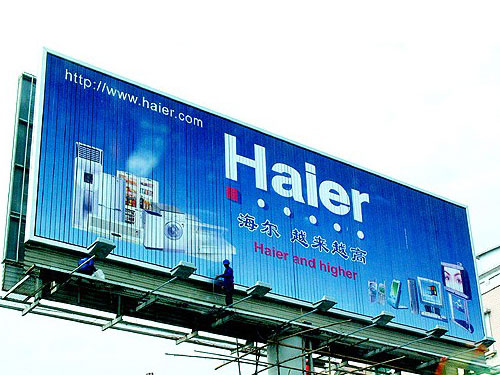 http://www.haier.com
Haier
海尔 越来越高
Haier and higher